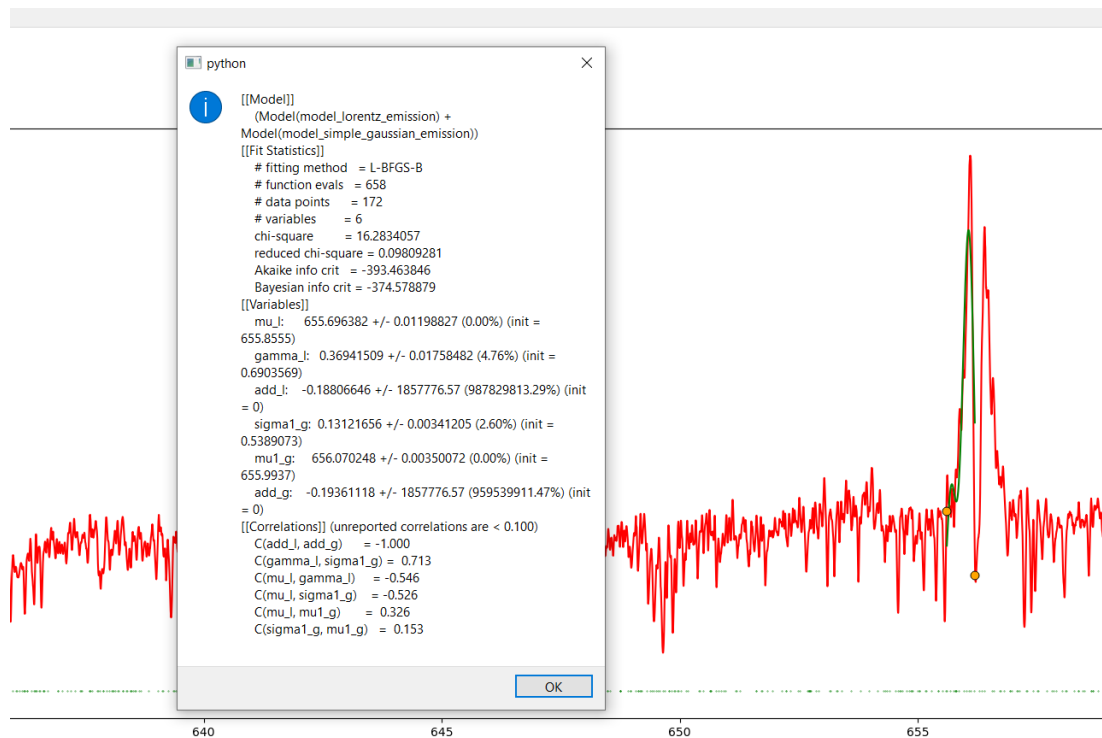 python
[[Model]]
(Model(model_lorentz_emission) +
Model(model_simple_gaussian_emission))
[[Fit Statistics]]
# fitting method = L-BFGS-B
# function evals = 658
# data points = 172
# variables = 6
chi-square = 16.2834057
reduced chi-square = 0.09809281
Akaike info crit = -393.463846
Bayesian info crit = -374.578879
[[Variables]]
mu_l: 655.696382 +/- 0.01198827 (0.00%) (init =
655.8555)
gamma_l: 0.36941509 +/- 0.01758482 (4.76%) (init =
0.6903569)
add_l: -0.18806646 +/- 1857776.57 (987829813.29%) (init
= 0)
sigma1_g: 0.13121656 +/- 0.00341205 (2.60%) (init =
0.5389073)
mu1_g: 656.070248 +/- 0.00350072 (0.00%) (init =
655.9937)
add_g: -0.19361118 +/- 1857776.57 (959539911.47%) (init
= 0)
[[Correlations]] (unreported correlations are < 0.100)
C(add_l, add_g) = -1.000
C(gamma_l, sigma1_g) = 0.713
C(mu_l, gamma_l) = -0.546
C(mu_l, sigma1_g) = -0.526
C(mu_l, mu1_g) = 0.326
C(sigma1_g, mu1_g) = 0.153
OK
640
645
650
655